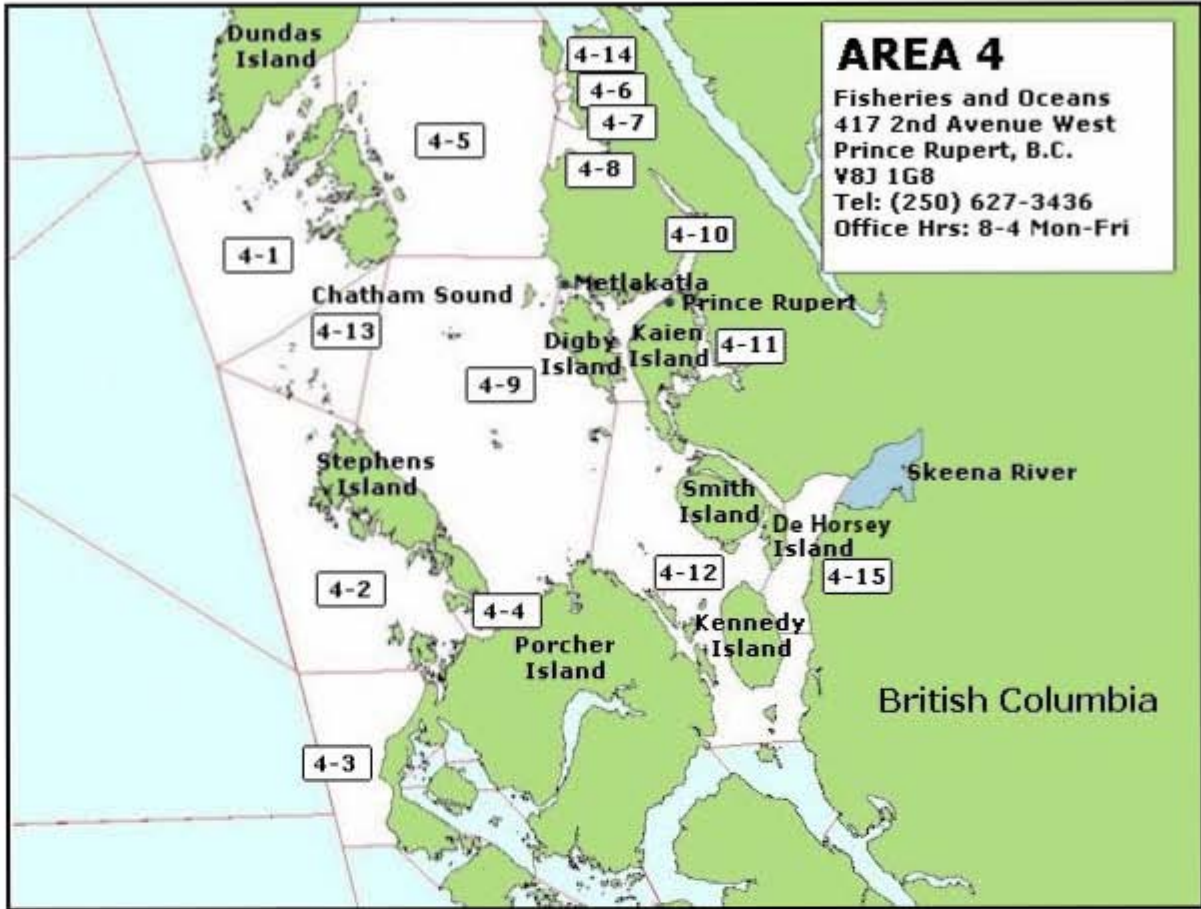 Dundas
Island
4-14
4-6
4-7
4-5
4-8
AREA 4
Fisheries and Oceans
417 2nd Avenue West
Prince Rupert, B.C.
V8J 1G8
Tel: (250) 627-3436
Office Hrs: 8-4 Mon-Fri
4-10
4-1
Metlakatla
Chatham Sound
Prince Rupert
4-13
Digby
Island
Kaien
Island
4-11
4-9
Stephens
Island
Skeena River
Smith
Island
De Horsey
Island
4-12
4-15
4-2
4-4
Kennedy
Island
Porcher
Island
British Columbia
4-3